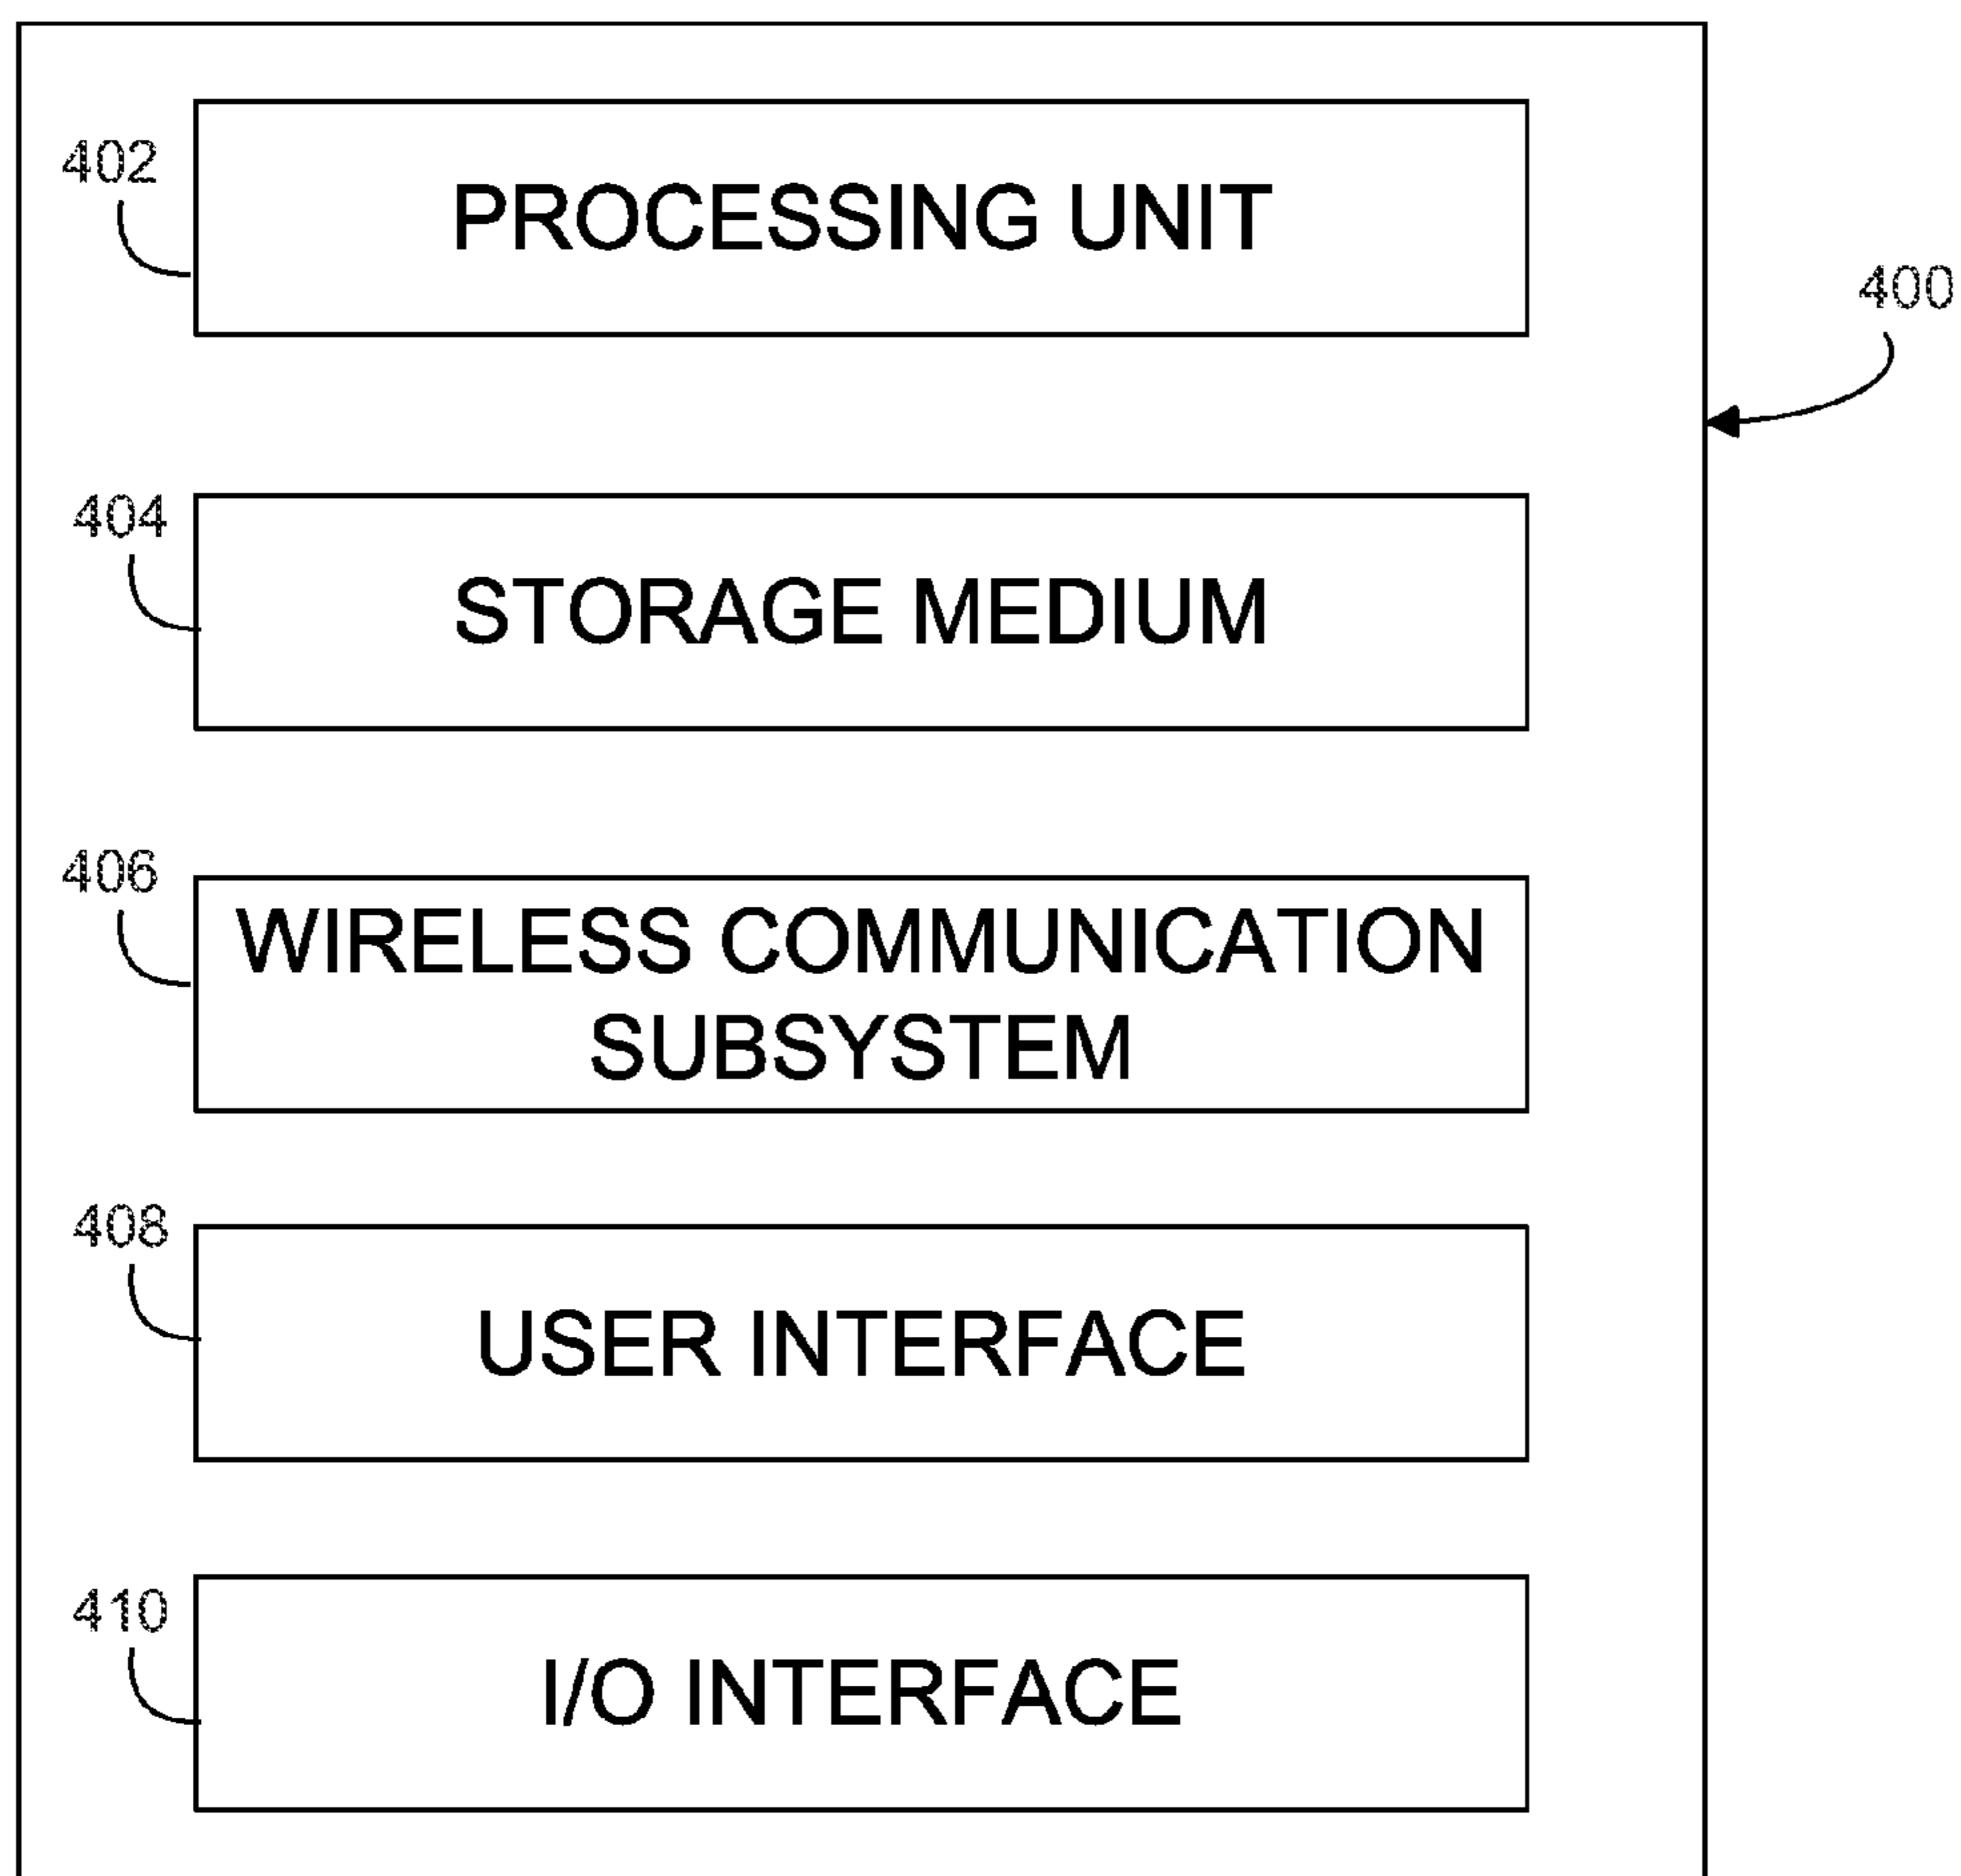 402
PROCESSING UNIT
400
404
STORAGE MEDIUM
406
WIRELESS COMMUNICATION
SUBSYSTEM
408
USER INTERFACE
410
I/O INTERFACE